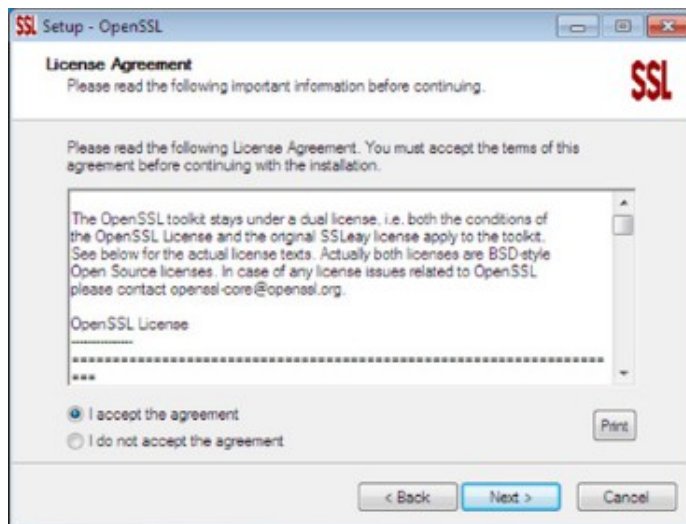 SSL Setup - OpenSSL
License Agreement
Please read the following important information before continuing.
SSL
Please read the following License Agreement. You must accept the terms of this
agreement before continuing with the installation.
The OpenSSL toolkit stays under a dual license, i.e. both the conditions of
the OpenSSL License and the original SSLeay license apply to the toolkit.
See below for the actual license texts. Actually both licenses are BSD-style
Open Source licenses. In case of any license issues related to OpenSSL
please contact openssl-core@openssl.org.
OpenSSL License
---------------
=================================================================
===
I accept the agreement
Print
I do not accept the agreement
< Back Next > Cancel